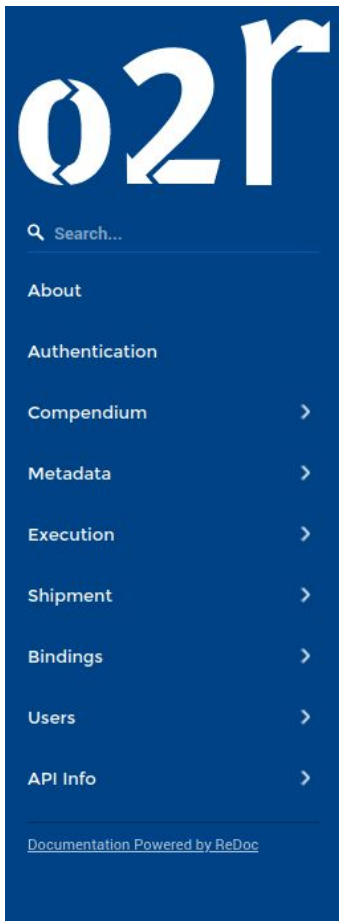 o2r
Search...
About
Authentication
Compendium
Metadata
Execution
Shipment
Bindings
Users
API Info
Documentation Powered by ReDoc